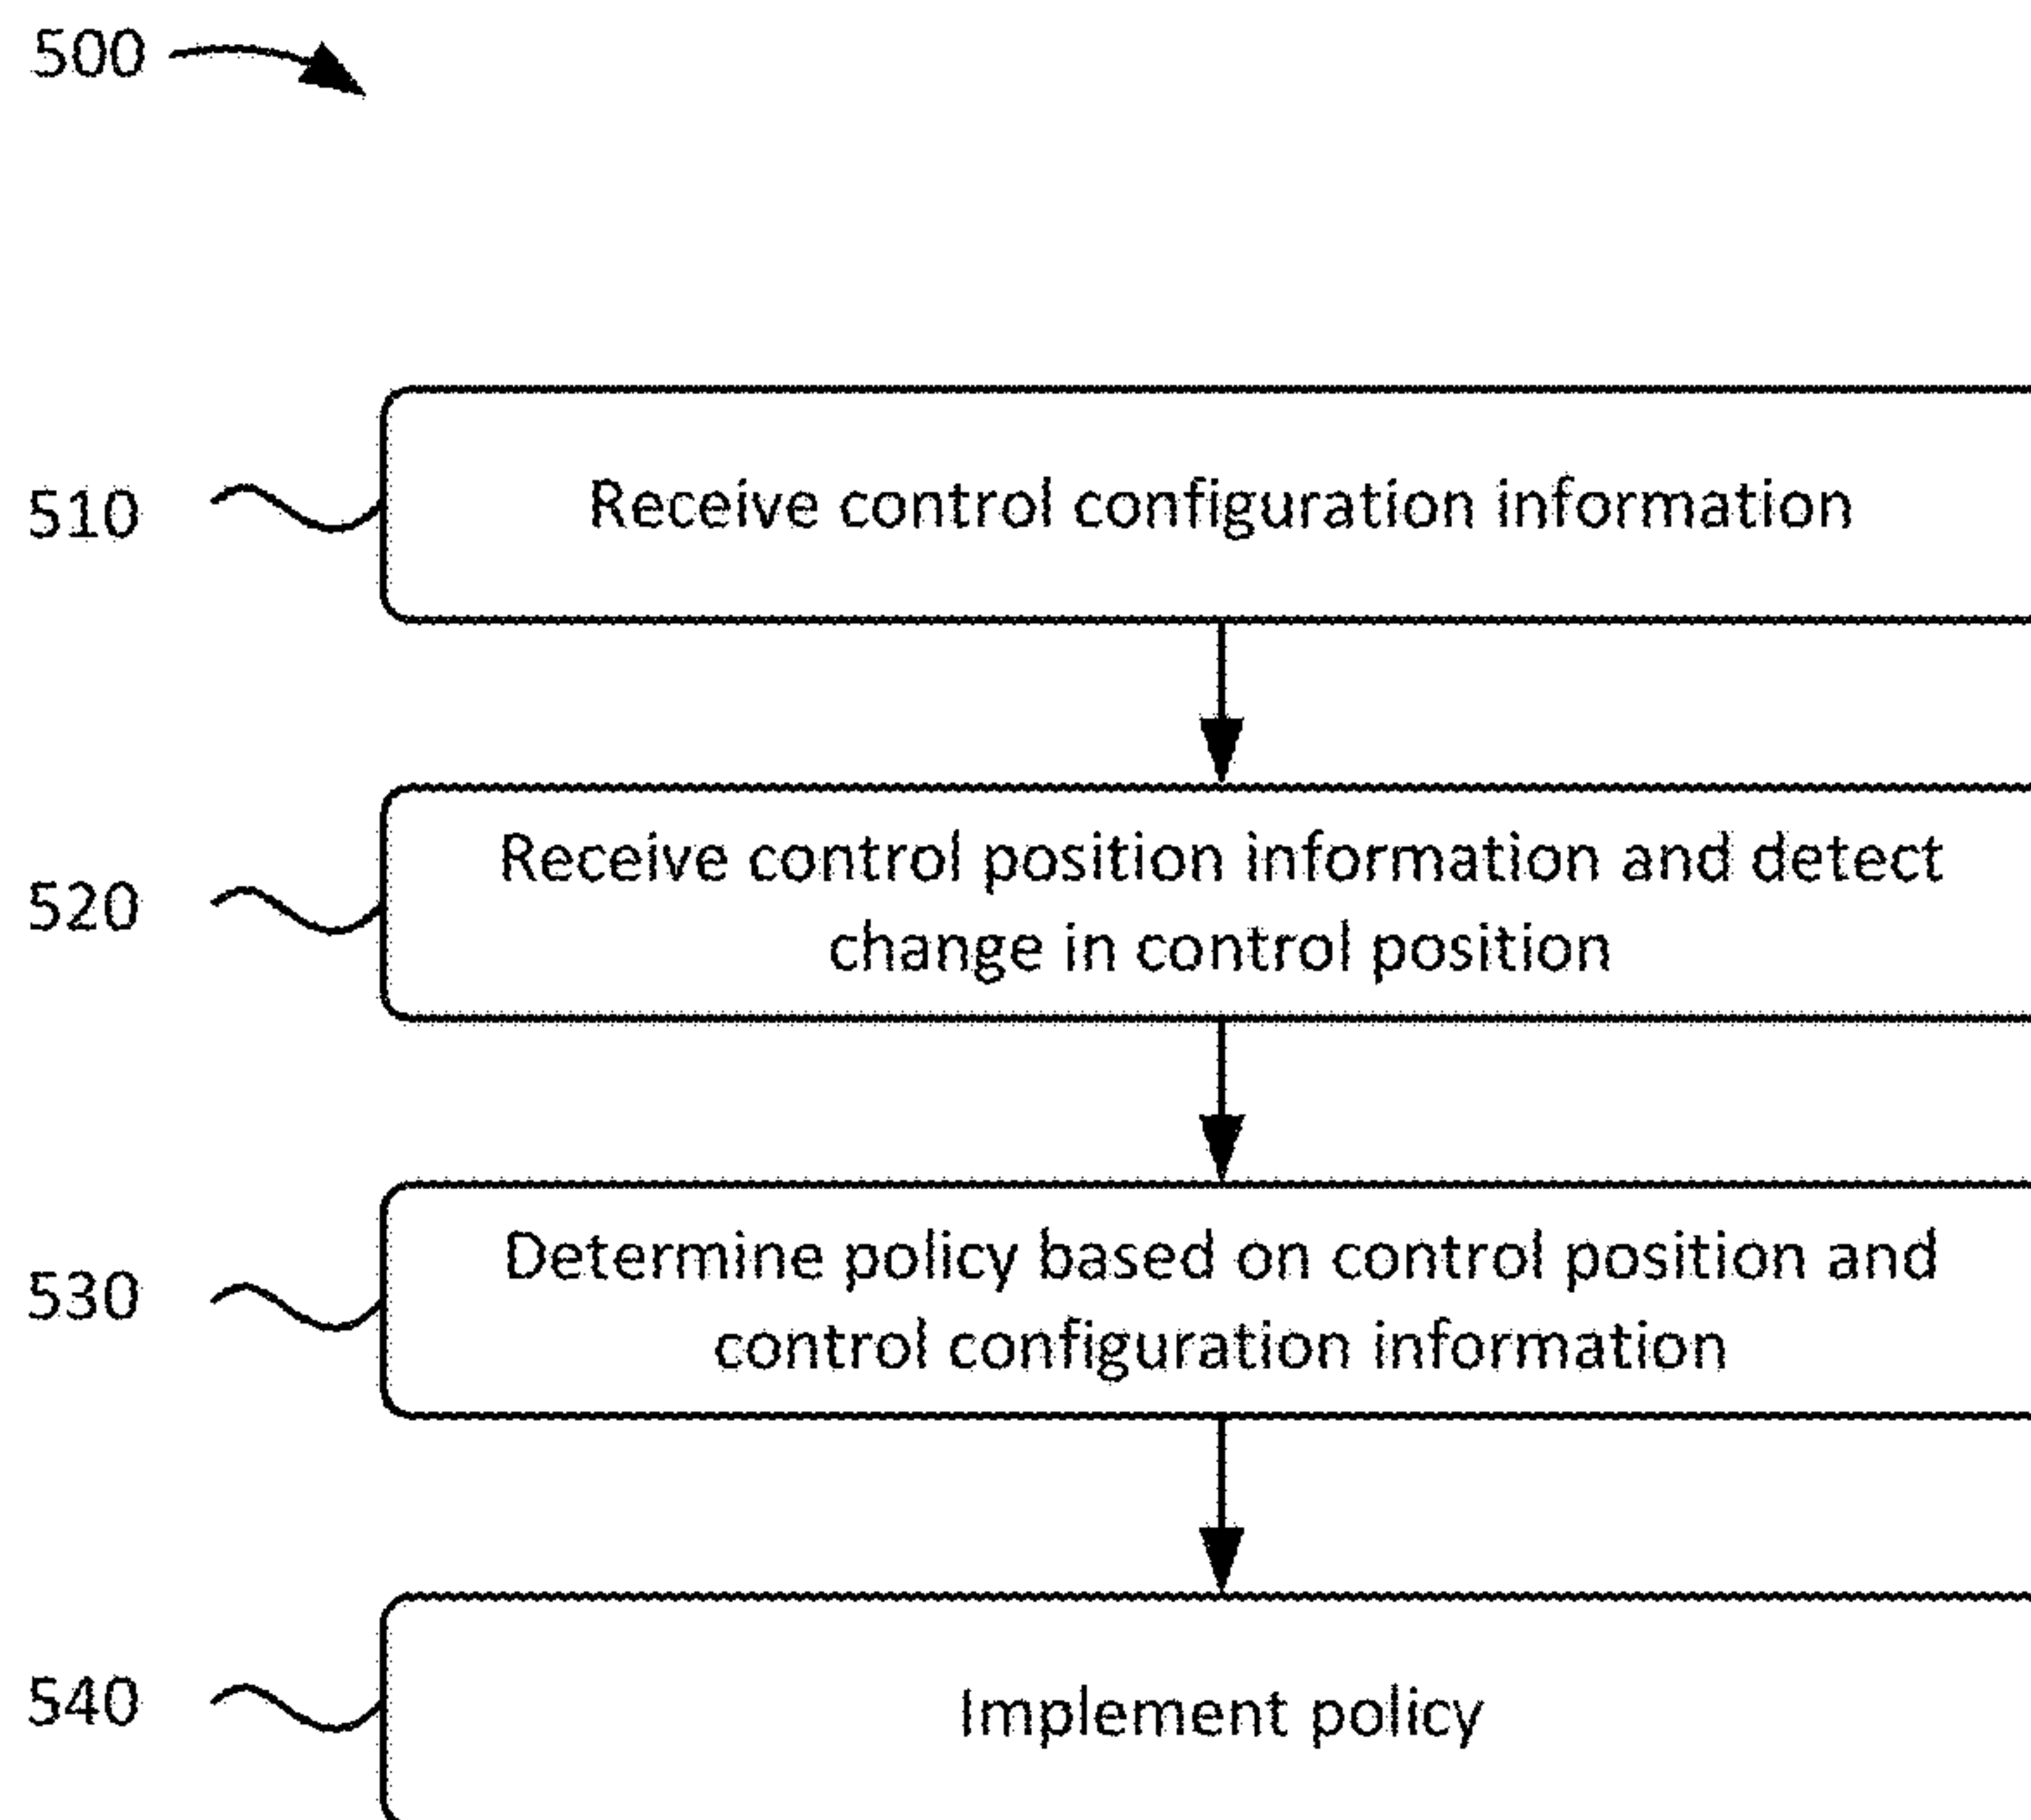 500
510
Receive control configuration information
520
Receive control position information and detect
change in control position
530
Determine policy based on control position and
control configuration information
540
Implement policy